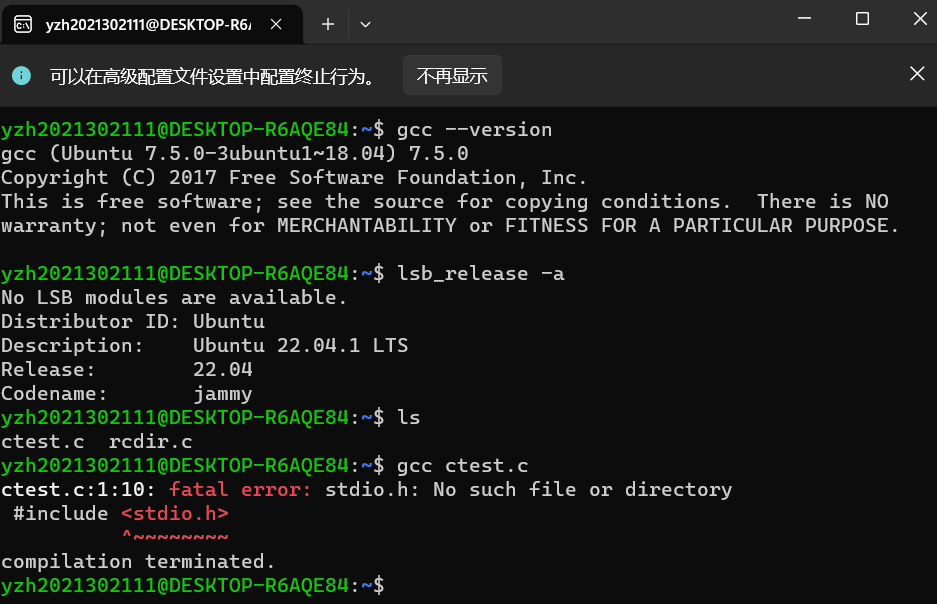 yzh2021302111@DESKTOP-R6A
可以在高级配置文件设置中配置终止行为。 不再显示
yzh2021302111@DESKTOP-R6AQE84:~$ gcc --version
gcc (Ubuntu 7.5.0-3ubuntu1~18.04) 7.5.0
Copyright (C) 2017 Free Software Foundation, Inc.
This is free software; see the source for copying conditions.  There is NO
warranty; not even for MERCHANTABILITY or FITNESS FOR A PARTICULAR PURPOSE.
yzh2021302111@DESKTOP-R6AQE84:~$ lsb_release -a
No LSB modules are available.
Distributor ID: Ubuntu
Description:    Ubuntu 22.04.1 LTS
Release:        22.04
Codename:       jammy
yzh2021302111@DESKTOP-R6AQE84:~$ ls
ctest.c  rcdir.c
yzh2021302111@DESKTOP-R6AQE84:~$ gcc ctest.c
ctest.c:1:10: fatal error: stdio.h: No such file or directory
 #include <stdio.h>
          ^~~~~~~~~
compilation terminated.
yzh2021302111@DESKTOP-R6AQE84:~$